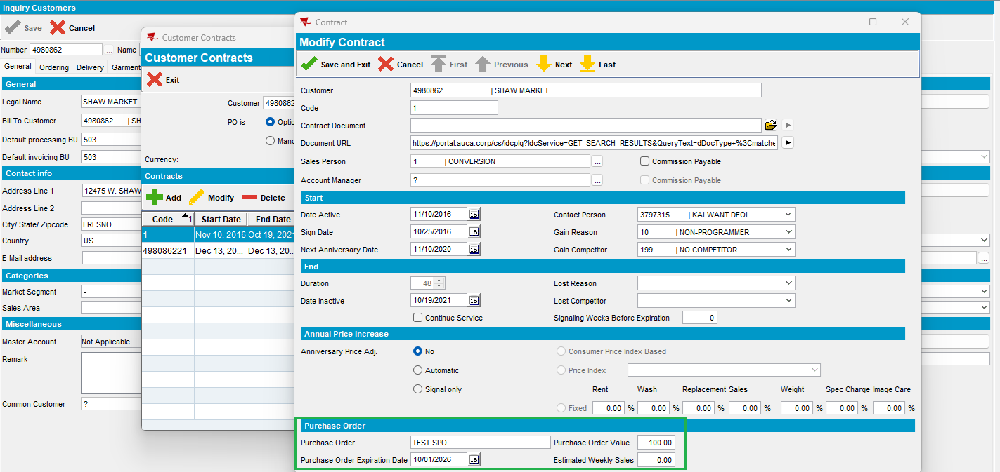 Inquiry Customers
Save Cancel
Number 4980862 ... Name
General Ordering Delivery Garment
General
Legal Name SHAW MARKET
Bill To Customer 4980862 | SH
Default processing BU 503
Default invoicing BU 503
Contact info
Address Line 1 12475 W. SHAW
Address Line 2
City/ State/ Zipcode FRESNO
Country US
E-Mail address
...
Categories
Market Segment -
Sales Area -
Miscellaneous
Master Account Not Applicable
Remark
Common Customer ?
Customer Contracts
Customer Contracts
Exit
Customer 4980862
PO is Optio
Mand
Currency:
Contracts
Add Modify Delete
Code 1 Start Date End Date
1 Nov 10, 2016 Oct 19, 2021
498086221 Dec 13, 20... Dec 13, 20...
Contract
Modify Contract
Save and Exit Cancel First Previous Next Last
Customer 4980862 | SHAW MARKET
Code 1
Contract Document
Document URL https://portal.auca.corp/cs/idcplg?IdcService=GET_SEARCH_RESULTS&QueryText=dDocType+%3Cmatche
Sales Person 1 | CONVERSION ... Commission Payable
Account Manager ? ... Commission Payable
Start
Date Active 11/10/2016 16 Contact Person 3797315 | KALWANT DEOL
Sign Date 10/25/2016 16 Gain Reason 10 | NON-PROGRAMMER
Next Anniversary Date 11/10/2020 16 Gain Competitor 199 | NO COMPETITOR
End
Duration 48 Lost Reason
Date Inactive 10/19/2021 16 Lost Competitor
Continue Service Signaling Weeks Before Expiration 0
Annual Price Increase
Anniversary Price Adj. No Consumer Price Index Based
Automatic Price Index
Signal only Rent Wash Replacement Sales Weight Spec Charge Image Care
Fixed 0.00 % 0.00 % 0.00 % 0.00 % 0.00 % 0.00 % 0.00 %
Purchase Order
Purchase Order TEST SPO Purchase Order Value 100.00
Purchase Order Expiration Date 10/01/2026 16 Estimated Weekly Sales 0.00